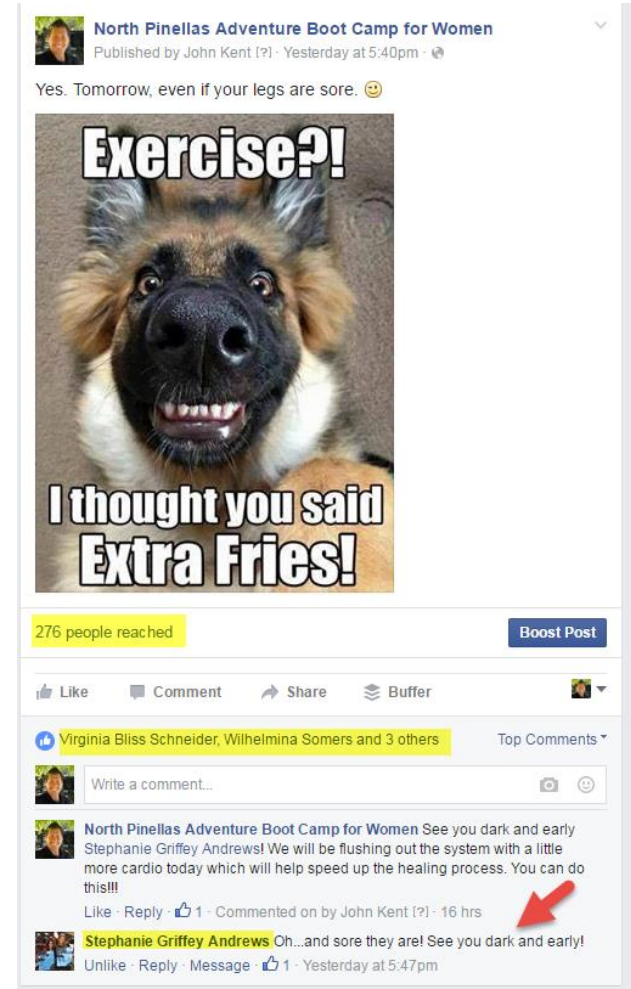 North Pinellas Adventure Boot Camp for Women
Published by John Kent [?] · Yesterday at 5:40pm ·
Yes. Tomorrow, even if your legs are sore. 🙂
Exercise?!
I thought you said
Extra Fries!
276 people reached
Boost Post
Like Comment Share Buffer
Virginia Bliss Schneider, Wilhelmina Somers and 3 others
Top Comments
Write a comment...
North Pinellas Adventure Boot Camp for Women See you dark and early
Stephanie Griffey Andrews! We will be flushing out the system with a little
more cardio today which will help speed up the healing process. You can do
this!!!
Like · Reply · 1 · Commented on by John Kent [?] · 16 hrs
Stephanie Griffey Andrews Oh...and sore they are! See you dark and early!
Unlike · Reply · Message · 1 · Yesterday at 5:47pm